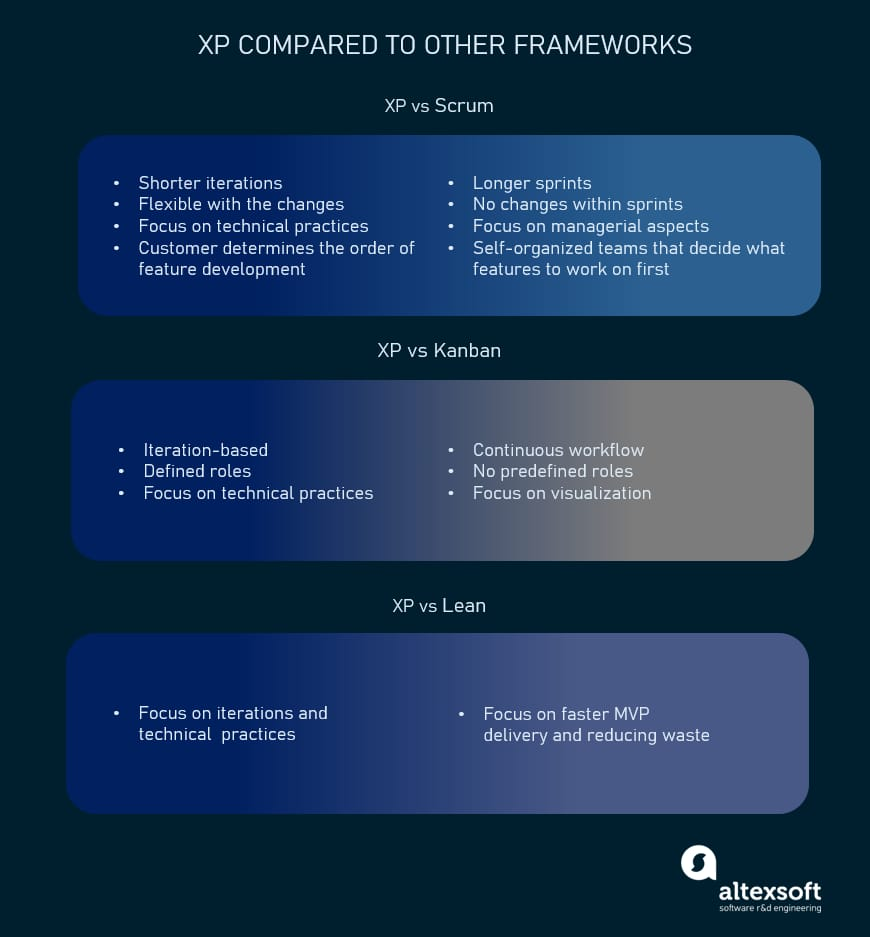 XP COMPARED TO OTHER FRAMEWORKS
XP vs Scrum
• Shorter iterations
• Flexible with the changes
• Focus on technical practices
• Customer determines the order of
feature development
• Longer sprints
• No changes within sprints
• Focus on managerial aspects
• Self-organized teams that decide what
features to work on first
XP vs Kanban
• Iteration-based
• Defined roles
• Focus on technical practices
• Continuous workflow
• No predefined roles
• Focus on visualization
XP vs Lean
• Focus on iterations and
technical practices
• Focus on faster MVP
delivery and reducing waste
altexsoft
software r&d engineering